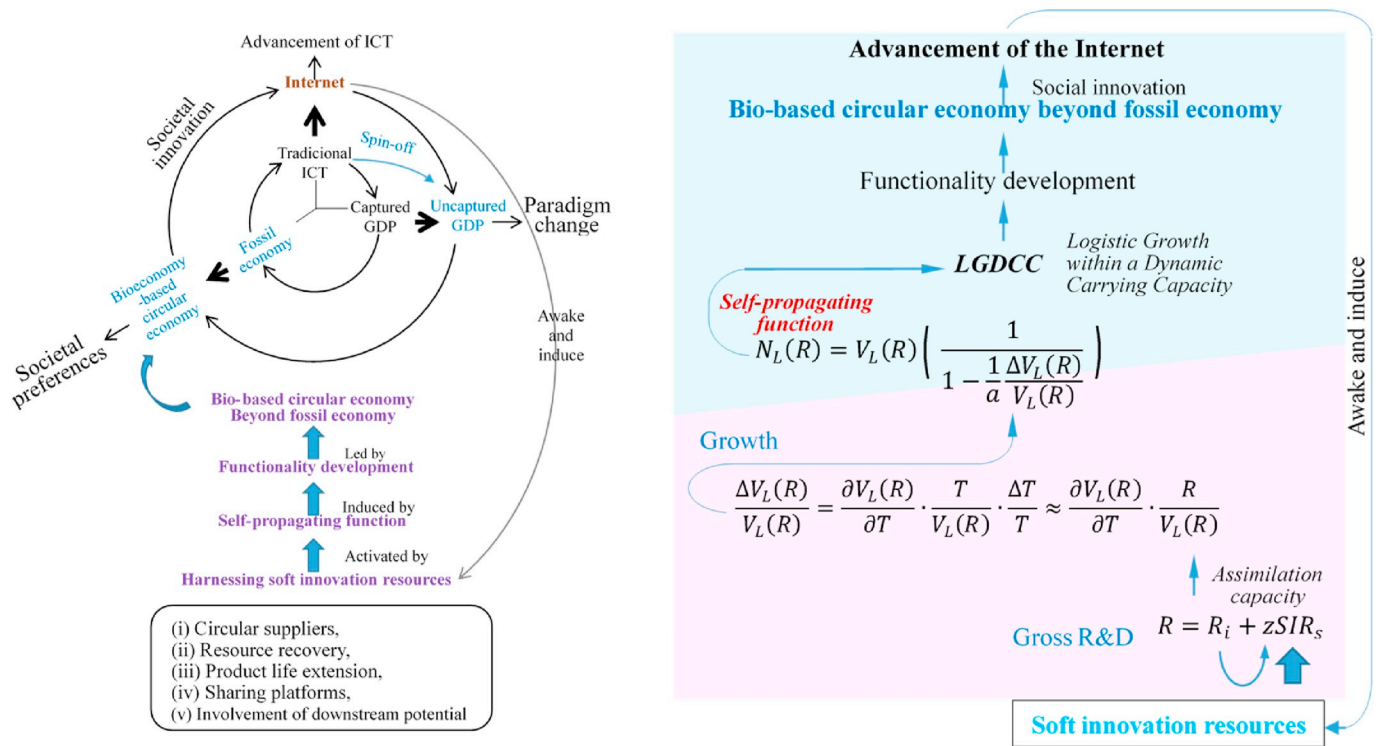 Advancement of ICT
Internet
Societal
innovation
Spin-off
Tradicional
ICT
Captured
GDP
Uncaptured
GDP
Paradigm
change
Fossil
economy
Bioeconomy
-based
circular
economy
Societal
preferences
Awake
and
induce
Bio-based circular economy
Beyond fossil economy
Led by
Functionality development
Induced by
Self-propagating function
Activated by
Harnessing soft innovation resources
(i) Circular suppliers,
(ii) Resource recovery,
(iii) Product life extension,
(iv) Sharing platforms,
(v) Involvement of downstream potential
Advancement of the Internet
Social innovation
Bio-based circular economy beyond fossil economy
Functionality development
LGDCC
Logistic Growth
within a Dynamic
Carrying Capacity
Self-propagating
function
N_L(R) = V_L(R) ( 1 / (1 − (1/a) (ΔV_L(R)/V_L(R))) )
Growth
ΔV_L(R)/V_L(R) = ∂V_L(R)/∂T · T/V_L(R) · ΔT/T ≈ ∂V_L(R)/∂T · R/V_L(R)
Assimilation
capacity
Gross R&D R = R_i + zSIR_s
Soft innovation resources
Awake and induce